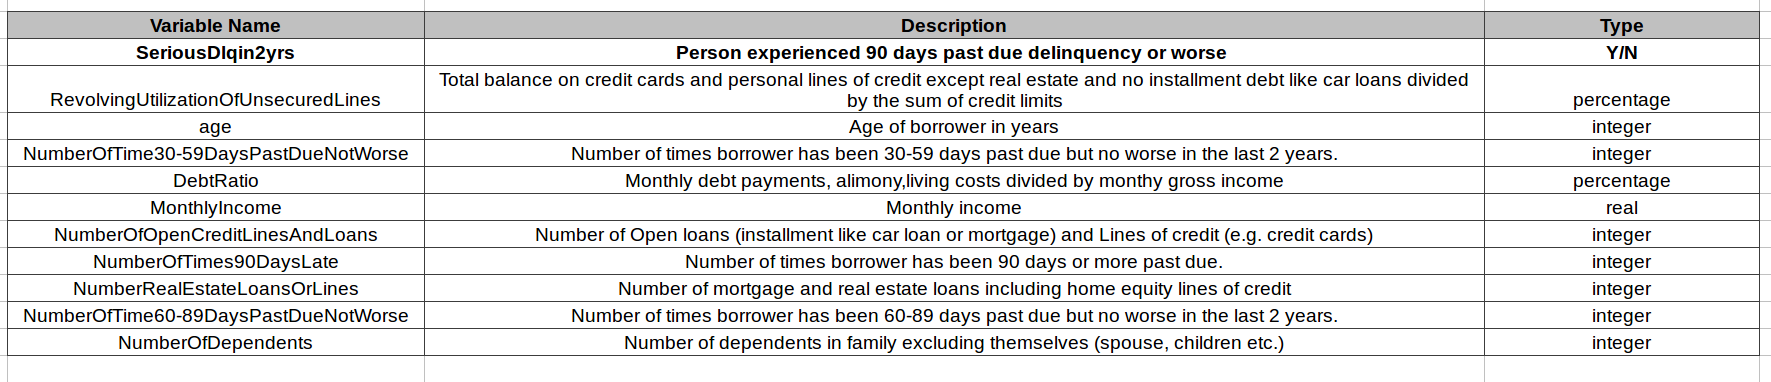 Variable Name Description Type
SeriousDlqin2yrs Person experienced 90 days past due delinquency or worse Y/N
Total balance on credit cards and personal lines of credit except real estate and no installment debt like car loans divided
RevolvingUtilizationOfUnsecuredLines by the sum of credit limits percentage
age Age of borrower in years integer
NumberOfTime30-59DaysPastDueNotWorse Number of times borrower has been 30-59 days past due but no worse in the last 2 years. integer
DebtRatio Monthly debt payments, alimony,living costs divided by monthy gross income percentage
MonthlyIncome Monthly income real
NumberOfOpenCreditLinesAndLoans Number of Open loans (installment like car loan or mortgage) and Lines of credit (e.g. credit cards) integer
NumberOfTimes90DaysLate Number of times borrower has been 90 days or more past due. integer
NumberRealEstateLoansOrLines Number of mortgage and real estate loans including home equity lines of credit integer
NumberOfTime60-89DaysPastDueNotWorse Number of times borrower has been 60-89 days past due but no worse in the last 2 years. integer
NumberOfDependents Number of dependents in family excluding themselves (spouse, children etc.) integer